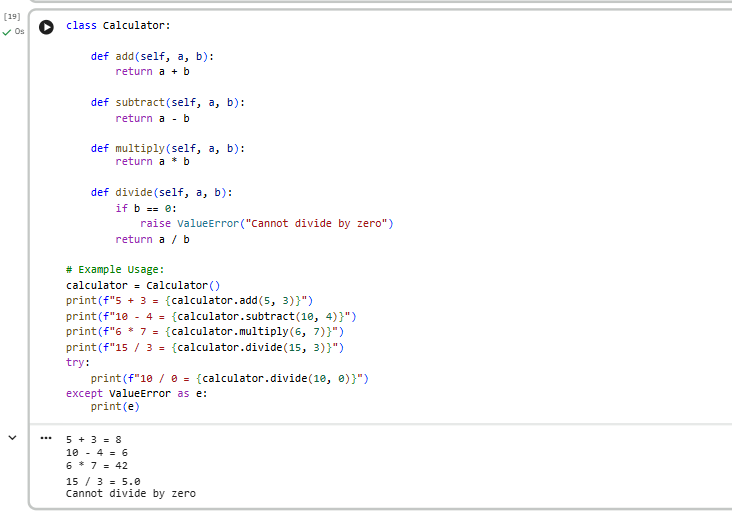 [19]
0s
class Calculator:
    def add(self, a, b):
        return a + b
    def subtract(self, a, b):
        return a - b
    def multiply(self, a, b):
        return a * b
    def divide(self, a, b):
        if b == 0:
            raise ValueError("Cannot divide by zero")
        return a / b
# Example Usage:
calculator = Calculator()
print(f"5 + 3 = {calculator.add(5, 3)}")
print(f"10 - 4 = {calculator.subtract(10, 4)}")
print(f"6 * 7 = {calculator.multiply(6, 7)}")
print(f"15 / 3 = {calculator.divide(15, 3)}")
try:
    print(f"10 / 0 = {calculator.divide(10, 0)}")
except ValueError as e:
    print(e)
5 + 3 = 8
10 - 4 = 6
6 * 7 = 42
15 / 3 = 5.0
Cannot divide by zero